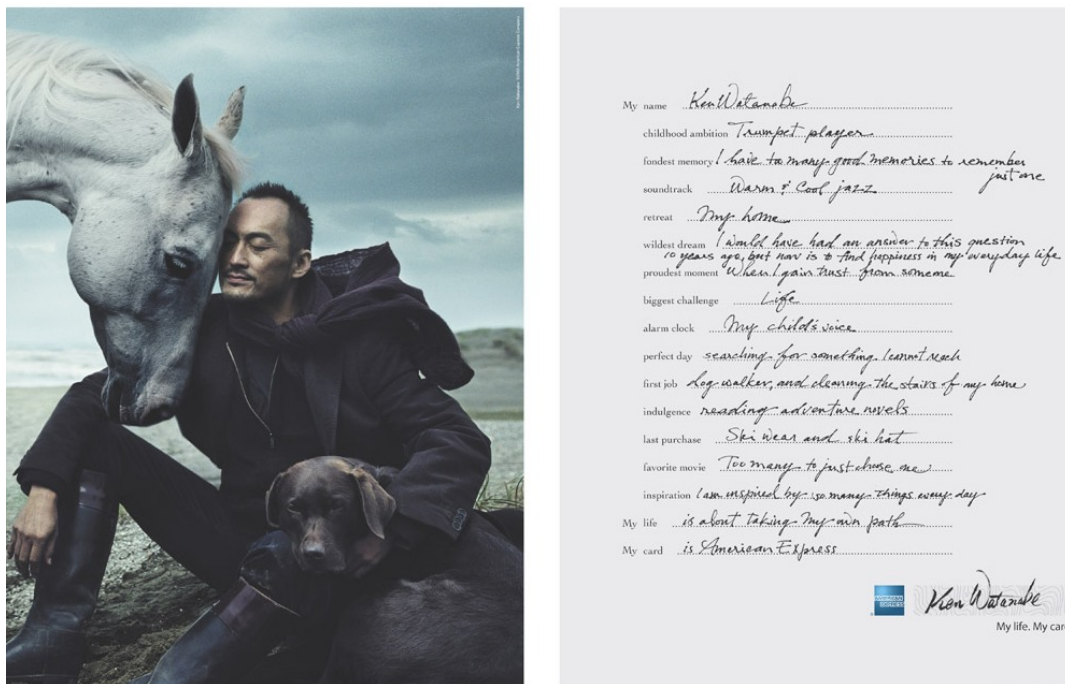 My name Ken Watanabe
childhood ambition Trumpet player
fondest memory I have too many good memories to remember
just one
soundtrack Warm & Cool jazz
retreat My home
wildest dream I would have had an answer to this question
10 years ago, but now is to find happiness in my everyday life
proudest moment When I gain trust from someone
biggest challenge Life
alarm clock My child's voice
perfect day searching for something I cannot reach
first job Dog walker, and cleaning the stairs of my home
indulgence reading adventure novels
last purchase Ski wear and ski hat
favorite movie Too many to just chose one
inspiration I am inspired by so many things every day
My life is about taking my own path
My card is American Express
AMERICAN EXPRESS
Ken Watanabe
My life. My card